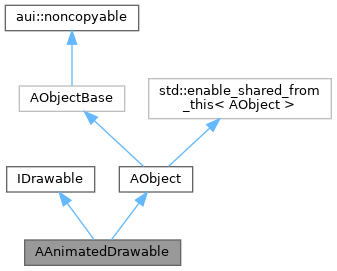 aui::noncopyable
AObjectBase
std::enable_shared_from
_this< AObject >
IDrawable
AObject
AAnimatedDrawable